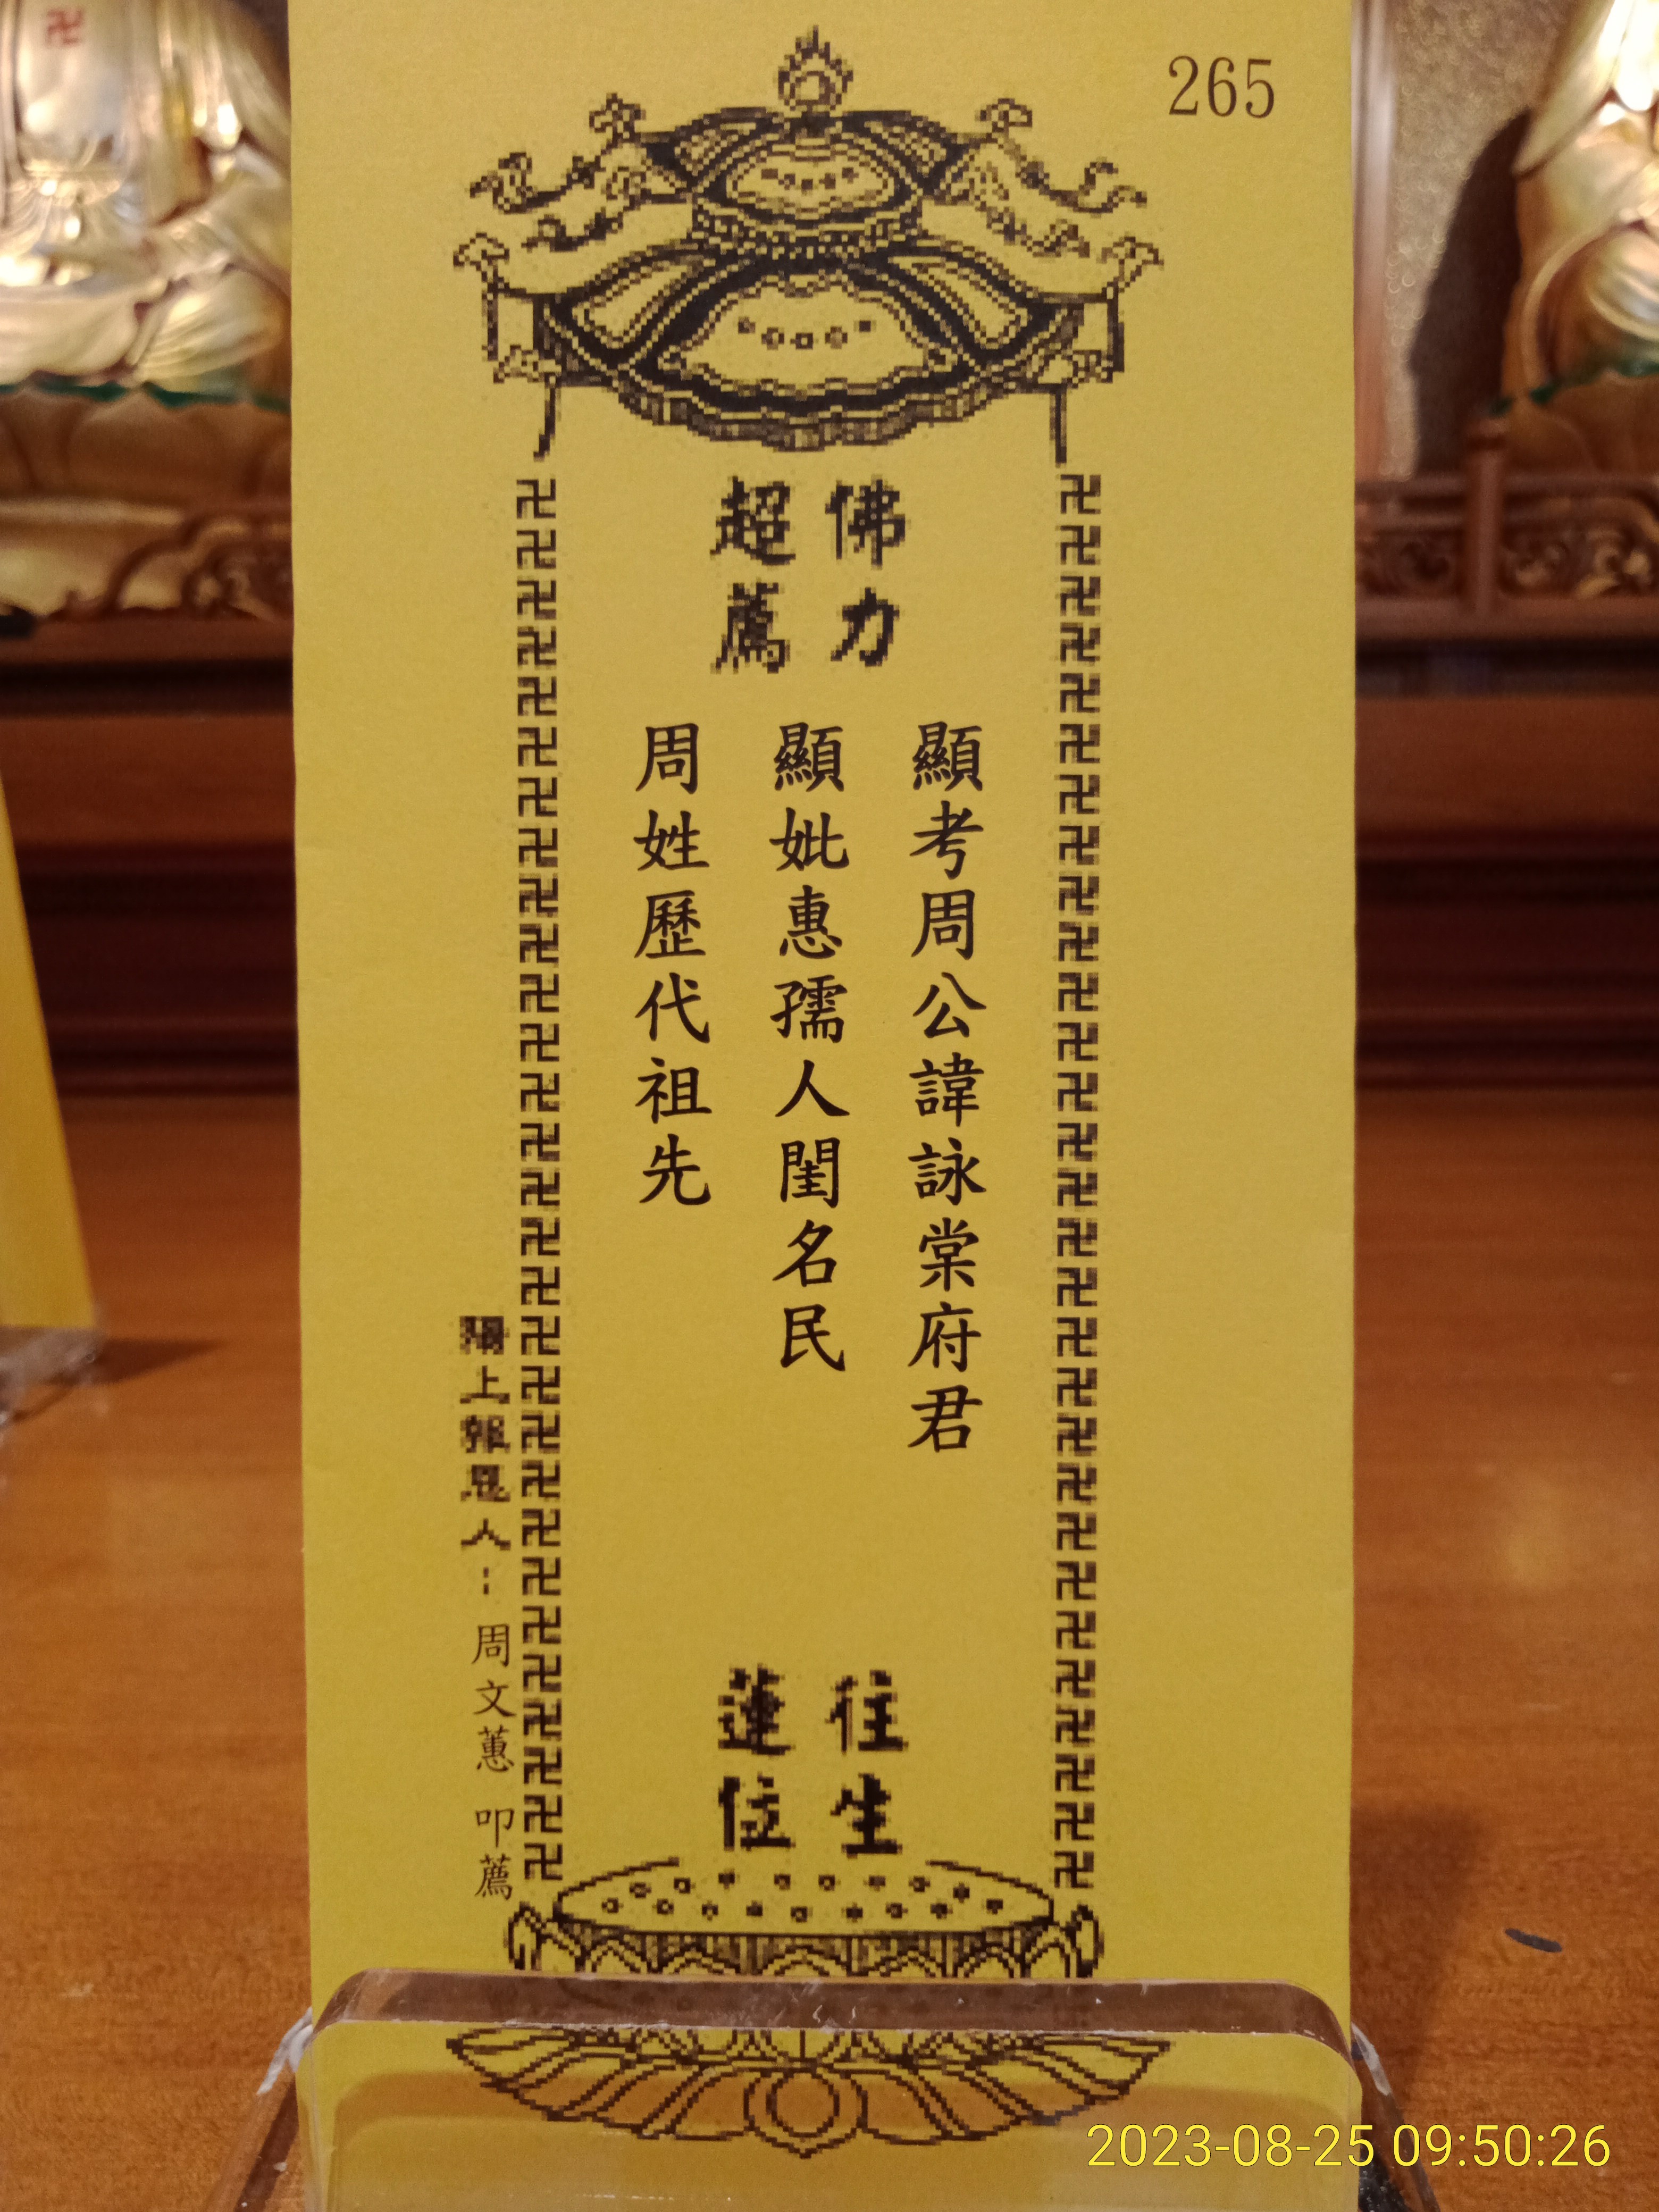 265
佛力
超薦
顯考周公諱詠棠府君
顯妣惠孺人閨名民
周姓歷代祖先
往生
蓮位
陽上報恩人：周文蕙 叩薦
2023-08-25 09:50:26